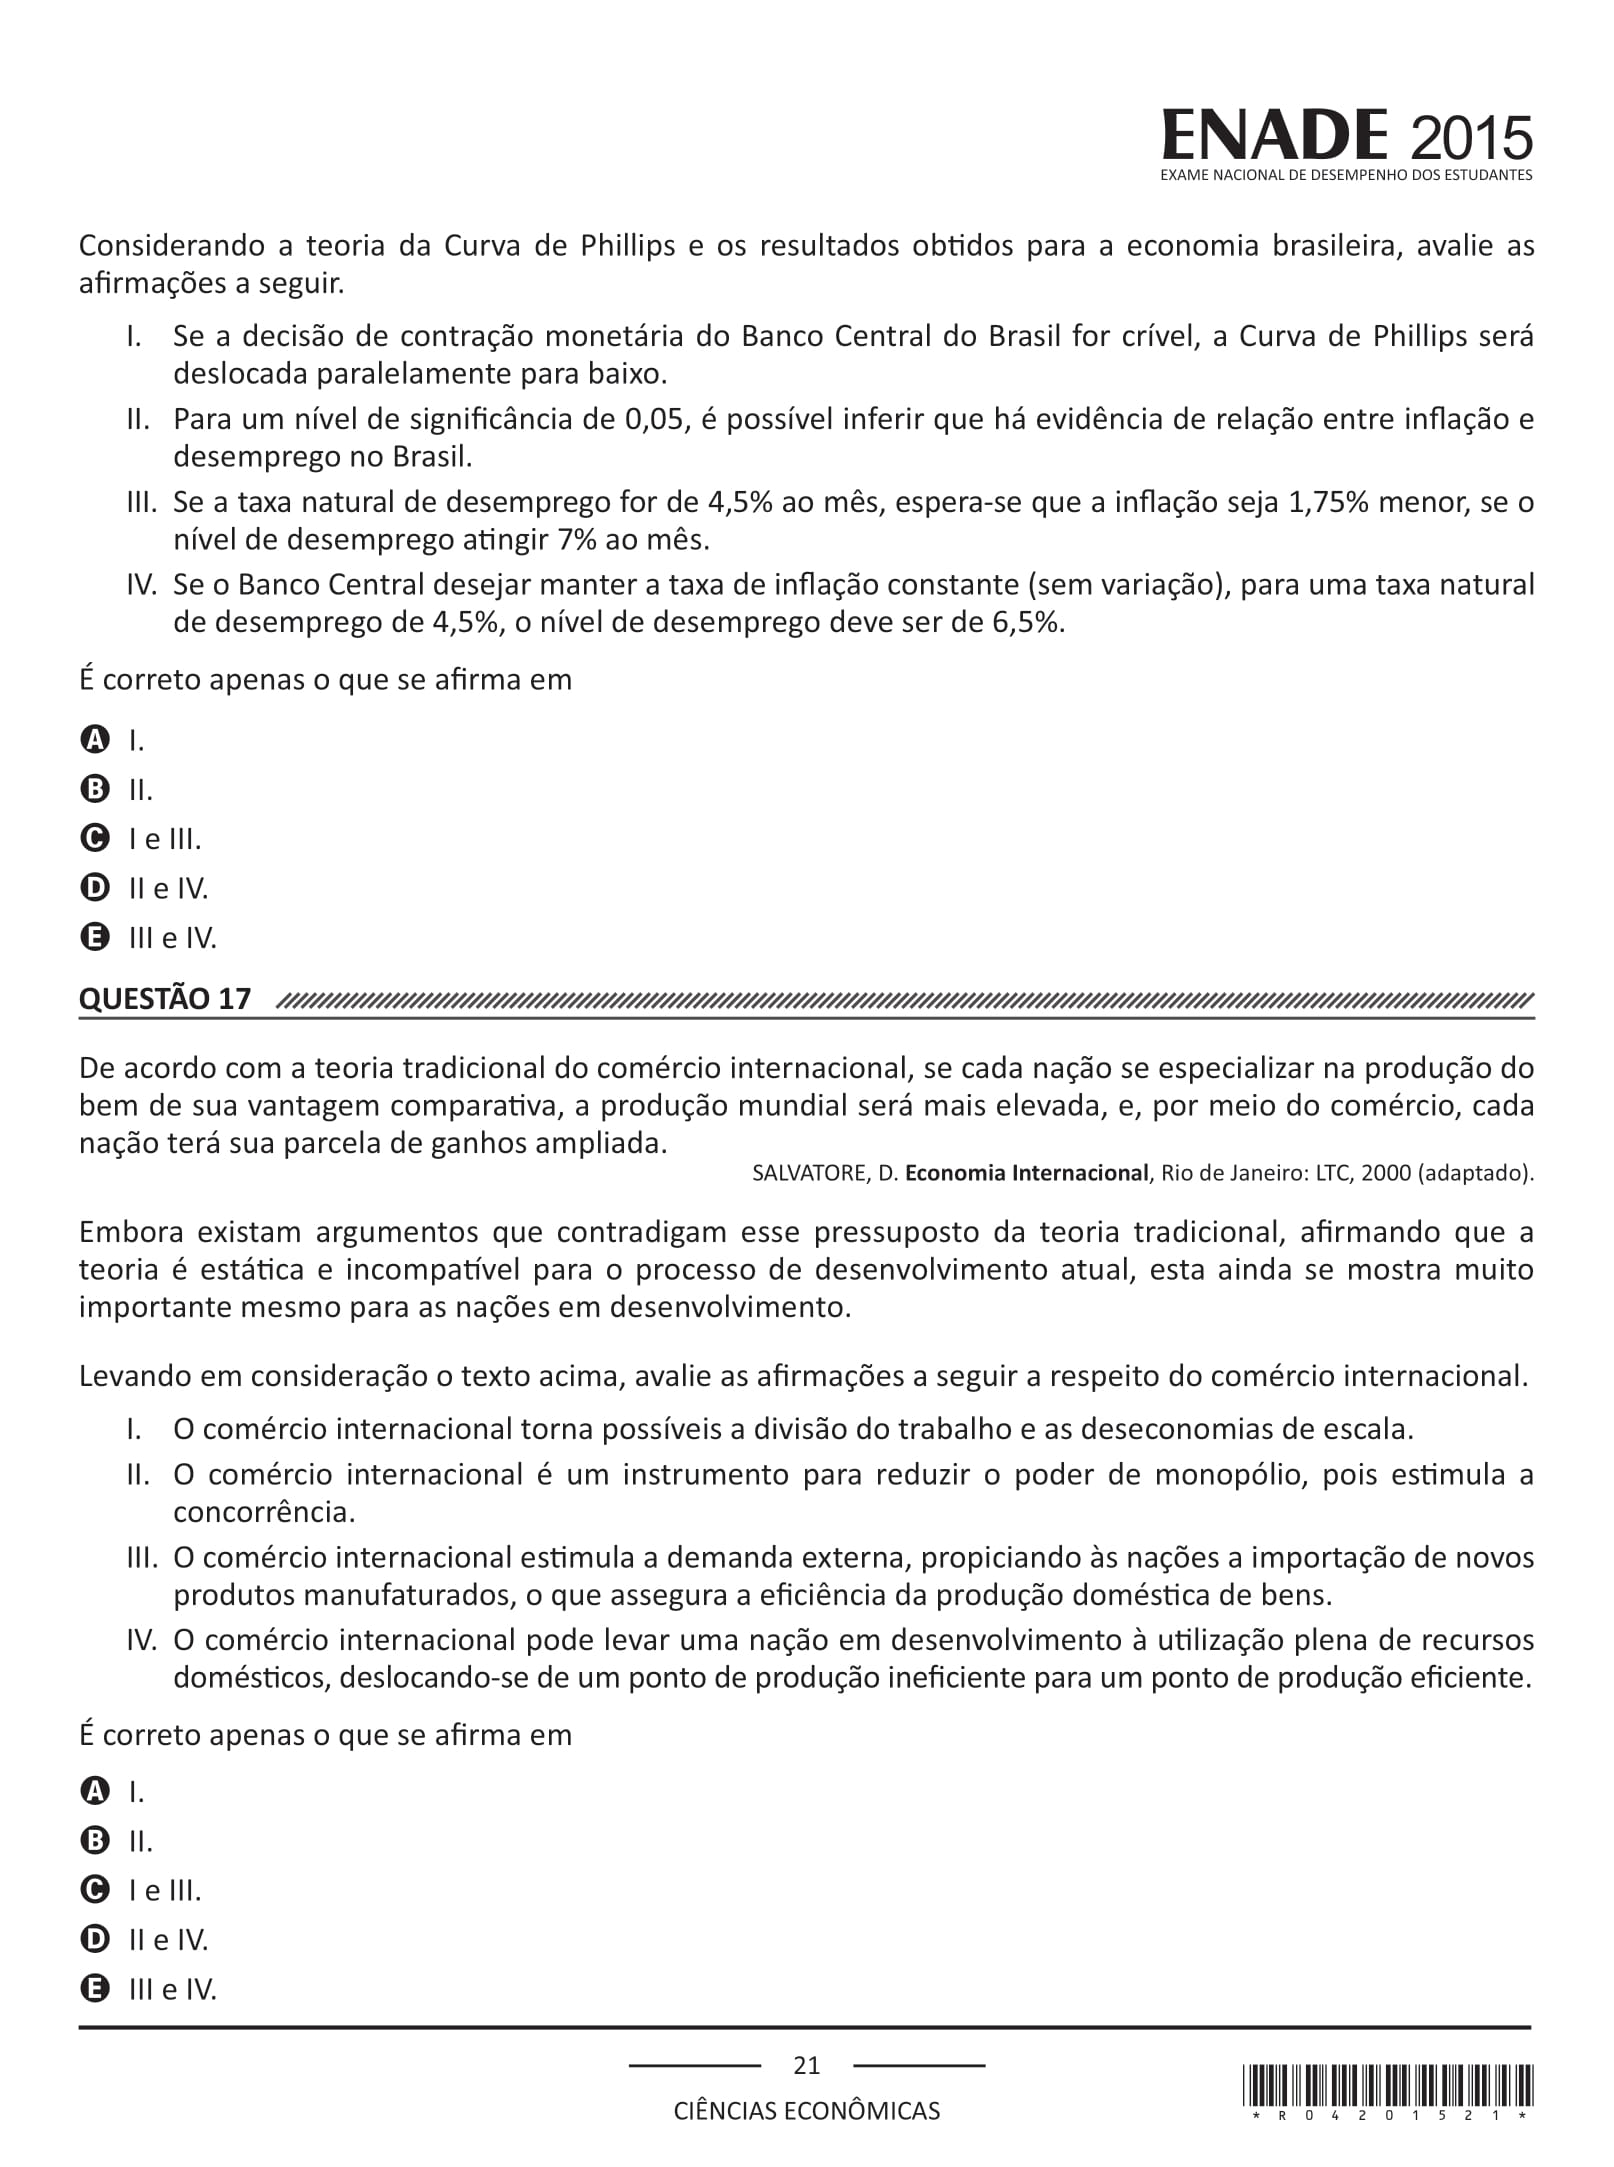 ENADE 2015
EXAME NACIONAL DE DESEMPENHO DOS ESTUDANTES
Considerando a teoria da Curva de Phillips e os resultados obtidos para a economia brasileira, avalie as
afirmações a seguir.
I. Se a decisão de contração monetária do Banco Central do Brasil for crível, a Curva de Phillips será
deslocada paralelamente para baixo.
II. Para um nível de significância de 0,05, é possível inferir que há evidência de relação entre inflação e
desemprego no Brasil.
III. Se a taxa natural de desemprego for de 4,5% ao mês, espera-se que a inflação seja 1,75% menor, se o
nível de desemprego atingir 7% ao mês.
IV. Se o Banco Central desejar manter a taxa de inflação constante (sem variação), para uma taxa natural
de desemprego de 4,5%, o nível de desemprego deve ser de 6,5%.
É correto apenas o que se afirma em
A I.
B II.
C I e III.
D II e IV.
E III e IV.
QUESTÃO 17
De acordo com a teoria tradicional do comércio internacional, se cada nação se especializar na produção do
bem de sua vantagem comparativa, a produção mundial será mais elevada, e, por meio do comércio, cada
nação terá sua parcela de ganhos ampliada.
SALVATORE, D. Economia Internacional, Rio de Janeiro: LTC, 2000 (adaptado).
Embora existam argumentos que contradigam esse pressuposto da teoria tradicional, afirmando que a
teoria é estática e incompatível para o processo de desenvolvimento atual, esta ainda se mostra muito
importante mesmo para as nações em desenvolvimento.
Levando em consideração o texto acima, avalie as afirmações a seguir a respeito do comércio internacional.
I. O comércio internacional torna possíveis a divisão do trabalho e as deseconomias de escala.
II. O comércio internacional é um instrumento para reduzir o poder de monopólio, pois estimula a
concorrência.
III. O comércio internacional estimula a demanda externa, propiciando às nações a importação de novos
produtos manufaturados, o que assegura a eficiência da produção doméstica de bens.
IV. O comércio internacional pode levar uma nação em desenvolvimento à utilização plena de recursos
domésticos, deslocando-se de um ponto de produção ineficiente para um ponto de produção eficiente.
É correto apenas o que se afirma em
A I.
B II.
C I e III.
D II e IV.
E III e IV.
21
CIÊNCIAS ECONÔMICAS
* R 0 4 2 0 1 5 2 1 *